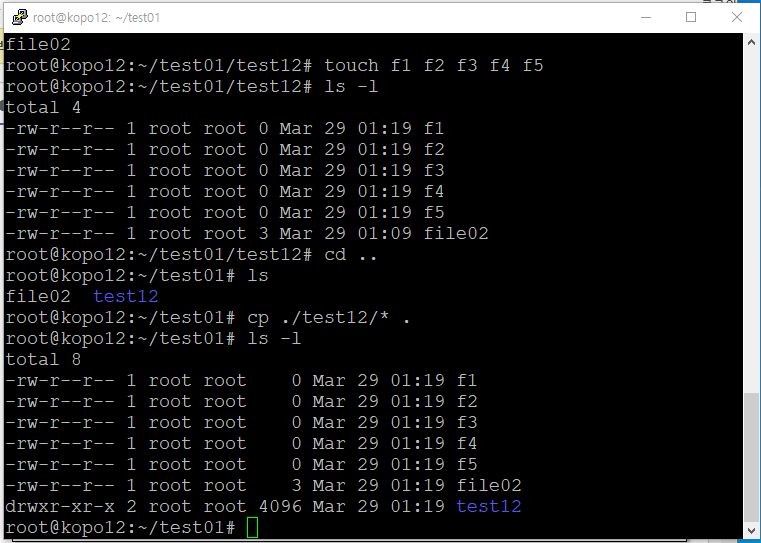 root@kopo12: ~/test01
file02
root@kopo12:~/test01/test12# touch f1 f2 f3 f4 f5
root@kopo12:~/test01/test12# ls -l
total 4
-rw-r--r-- 1 root root 0 Mar 29 01:19 f1
-rw-r--r-- 1 root root 0 Mar 29 01:19 f2
-rw-r--r-- 1 root root 0 Mar 29 01:19 f3
-rw-r--r-- 1 root root 0 Mar 29 01:19 f4
-rw-r--r-- 1 root root 0 Mar 29 01:19 f5
-rw-r--r-- 1 root root 3 Mar 29 01:09 file02
root@kopo12:~/test01/test12# cd ..
root@kopo12:~/test01# ls
file02  test12
root@kopo12:~/test01# cp ./test12/* .
root@kopo12:~/test01# ls -l
total 8
-rw-r--r-- 1 root root    0 Mar 29 01:19 f1
-rw-r--r-- 1 root root    0 Mar 29 01:19 f2
-rw-r--r-- 1 root root    0 Mar 29 01:19 f3
-rw-r--r-- 1 root root    0 Mar 29 01:19 f4
-rw-r--r-- 1 root root    0 Mar 29 01:19 f5
-rw-r--r-- 1 root root    3 Mar 29 01:19 file02
drwxr-xr-x 2 root root 4096 Mar 29 01:19 test12
root@kopo12:~/test01#